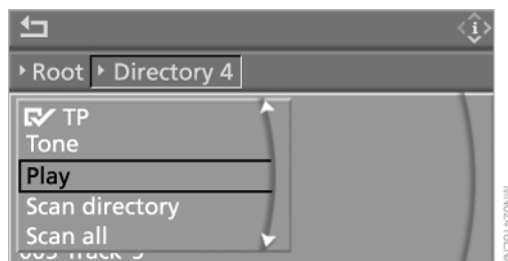 i
Root Directory 4
TP
Tone
Play
Scan directory
Scan all